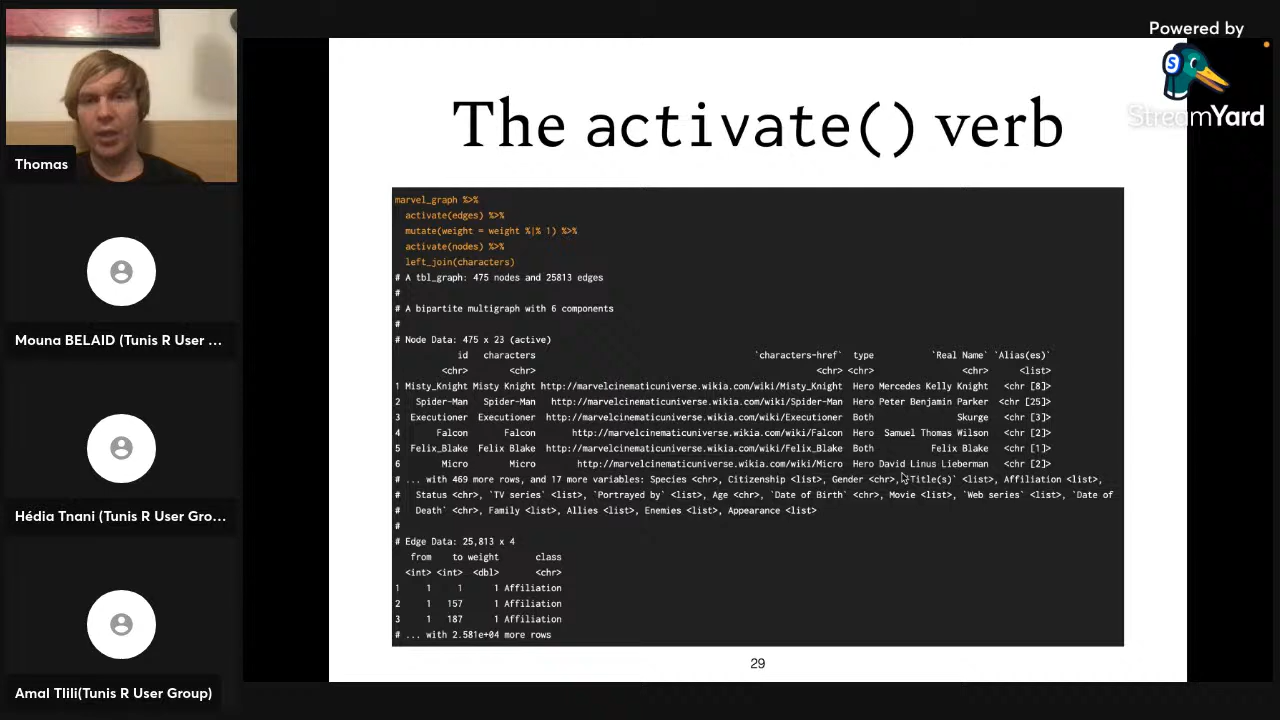 Powered by
StreamYard
Thomas
Mouna BELAID (Tunis R User ...
Hédia Tnani (Tunis R User Gro...
Amal Tlili(Tunis R User Group)
The activate() verb
marvel_graph %>%
  activate(edges) %>%
  mutate(weight = weight %|% 1) %>%
  activate(nodes) %>%
  left_join(characters)
# A tbl_graph: 475 nodes and 25813 edges
#
# A bipartite multigraph with 6 components
#
# Node Data: 475 x 23 (active)
  id characters `characters-href` type `Real Name` `Alias(es)`
  <chr> <chr> <chr> <chr> <chr> <list>
1 Misty_Knight Misty Knight http://marvelcinematicuniverse.wikia.com/wiki/Misty_Knight Hero Mercedes Kelly Knight <chr [8]>
2 Spider-Man Spider-Man http://marvelcinematicuniverse.wikia.com/wiki/Spider-Man Hero Peter Benjamin Parker <chr [25]>
3 Executioner Executioner http://marvelcinematicuniverse.wikia.com/wiki/Executioner Both Skurge <chr [3]>
4 Falcon Falcon http://marvelcinematicuniverse.wikia.com/wiki/Falcon Hero Samuel Thomas Wilson <chr [2]>
5 Felix_Blake Felix Blake http://marvelcinematicuniverse.wikia.com/wiki/Felix_Blake Both Felix Blake <chr [1]>
6 Micro Micro http://marvelcinematicuniverse.wikia.com/wiki/Micro Hero David Linus Lieberman <chr [2]>
# ... with 469 more rows, and 17 more variables: Species <chr>, Citizenship <list>, Gender <chr>, `Title(s)` <list>, Affiliation <list>,
#   Status <chr>, `TV series` <list>, `Portrayed by` <list>, Age <chr>, `Date of Birth` <chr>, Movie <list>, `Web series` <list>, `Date of
#   Death` <chr>, Family <list>, Allies <list>, Enemies <list>, Appearance <list>
#
# Edge Data: 25,813 x 4
  from to weight class
  <int> <int> <dbl> <chr>
1 1 1 1 Affiliation
2 1 157 1 Affiliation
3 1 187 1 Affiliation
# ... with 2.581e+04 more rows
29